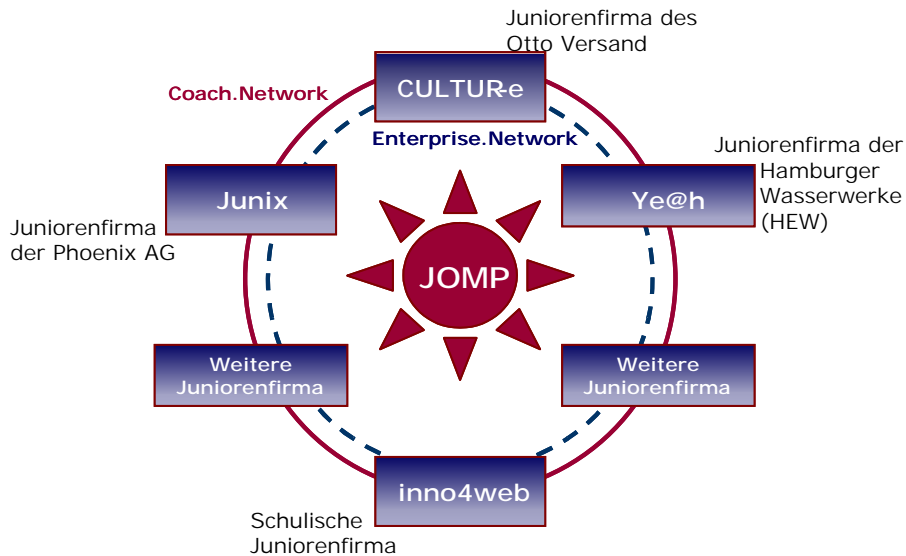 Juniorenfirma des
Otto Versand
CULTUR-e
Coach.Network
Enterprise.Network
Junix
Juniorenfirma der
Hamburger
Wasserwerke
(HEW)
Ye@h
Juniorenfirma
der Phoenix AG
JOMP
Weitere
Juniorenfirma
Weitere
Juniorenfirma
inno4web
Schulische
Juniorenfirma